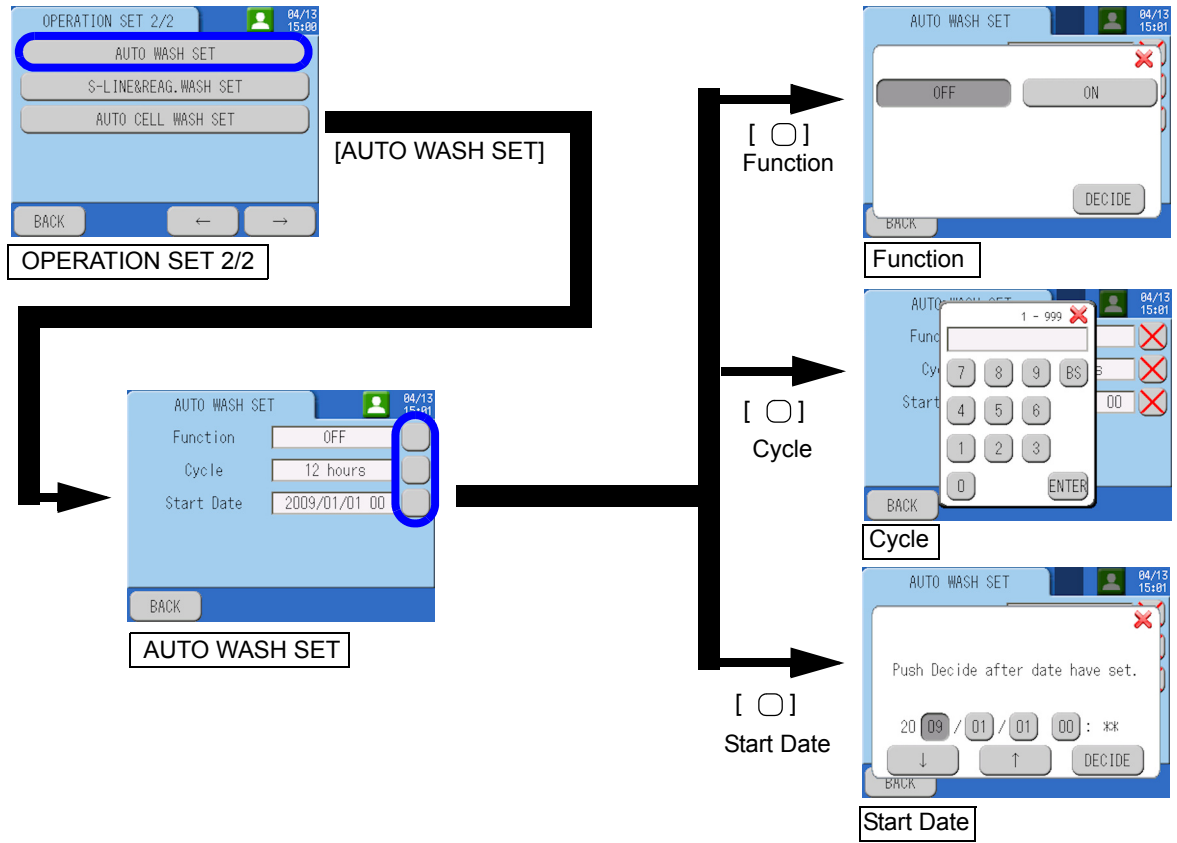 OPERATION SET 2/2
04/13
15:00
AUTO WASH SET
S-LINE&REAG.WASH SET
AUTO CELL WASH SET
BACK
←
→
OPERATION SET 2/2
[AUTO WASH SET]
AUTO WASH SET
04/13
15:01
Function
OFF
Cycle
12 hours
Start Date
2009/01/01 00
BACK
AUTO WASH SET
[ ]
Function
[ ]
Cycle
[ ]
Start Date
AUTO WASH SET
04/13
15:01
OFF
ON
DECIDE
BACK
Function
04/13
15:01
1 - 999
7 8 9 BS
4 5 6
00
1 2 3
0 ENTER
Start
BACK
Cycle
AUTO WASH SET
04/13
15:01
Push Decide after date have set.
20 09 / 01 / 01 00 : **
↓
↑
DECIDE
BACK
Start Date